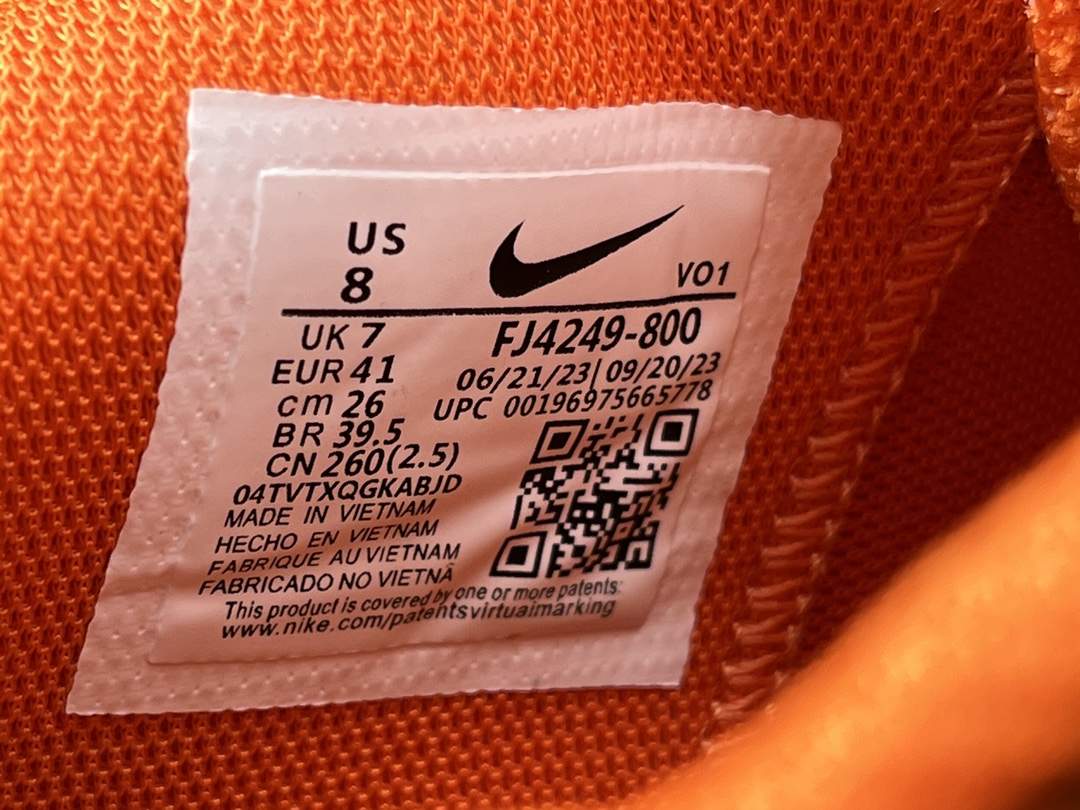 US
8
VO1
UK 7
EUR 41
cm 26
BR 39.5
CN 260(2.5)
04TVTXQGKABJD
FJ4249-800
06/21/23| 09/20/23
UPC 00196975665778
MADE IN VIETNAM
HECHO EN VIETNAM
FABRIQUE AU VIETNAM
FABRICADO NO VIETNÃ
This product is covered by one or more patents:
www.nike.com/patentsvirtuaimarking